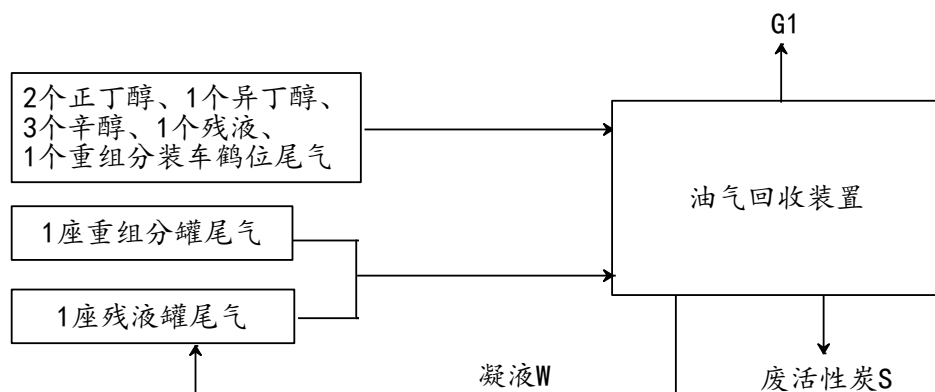 G1
2个正丁醇、1个异丁醇、
3个辛醇、1个残液、
1个重组分装车鹤位尾气
油气回收装置
1座重组分罐尾气
1座残液罐尾气
凝液W
废活性炭S